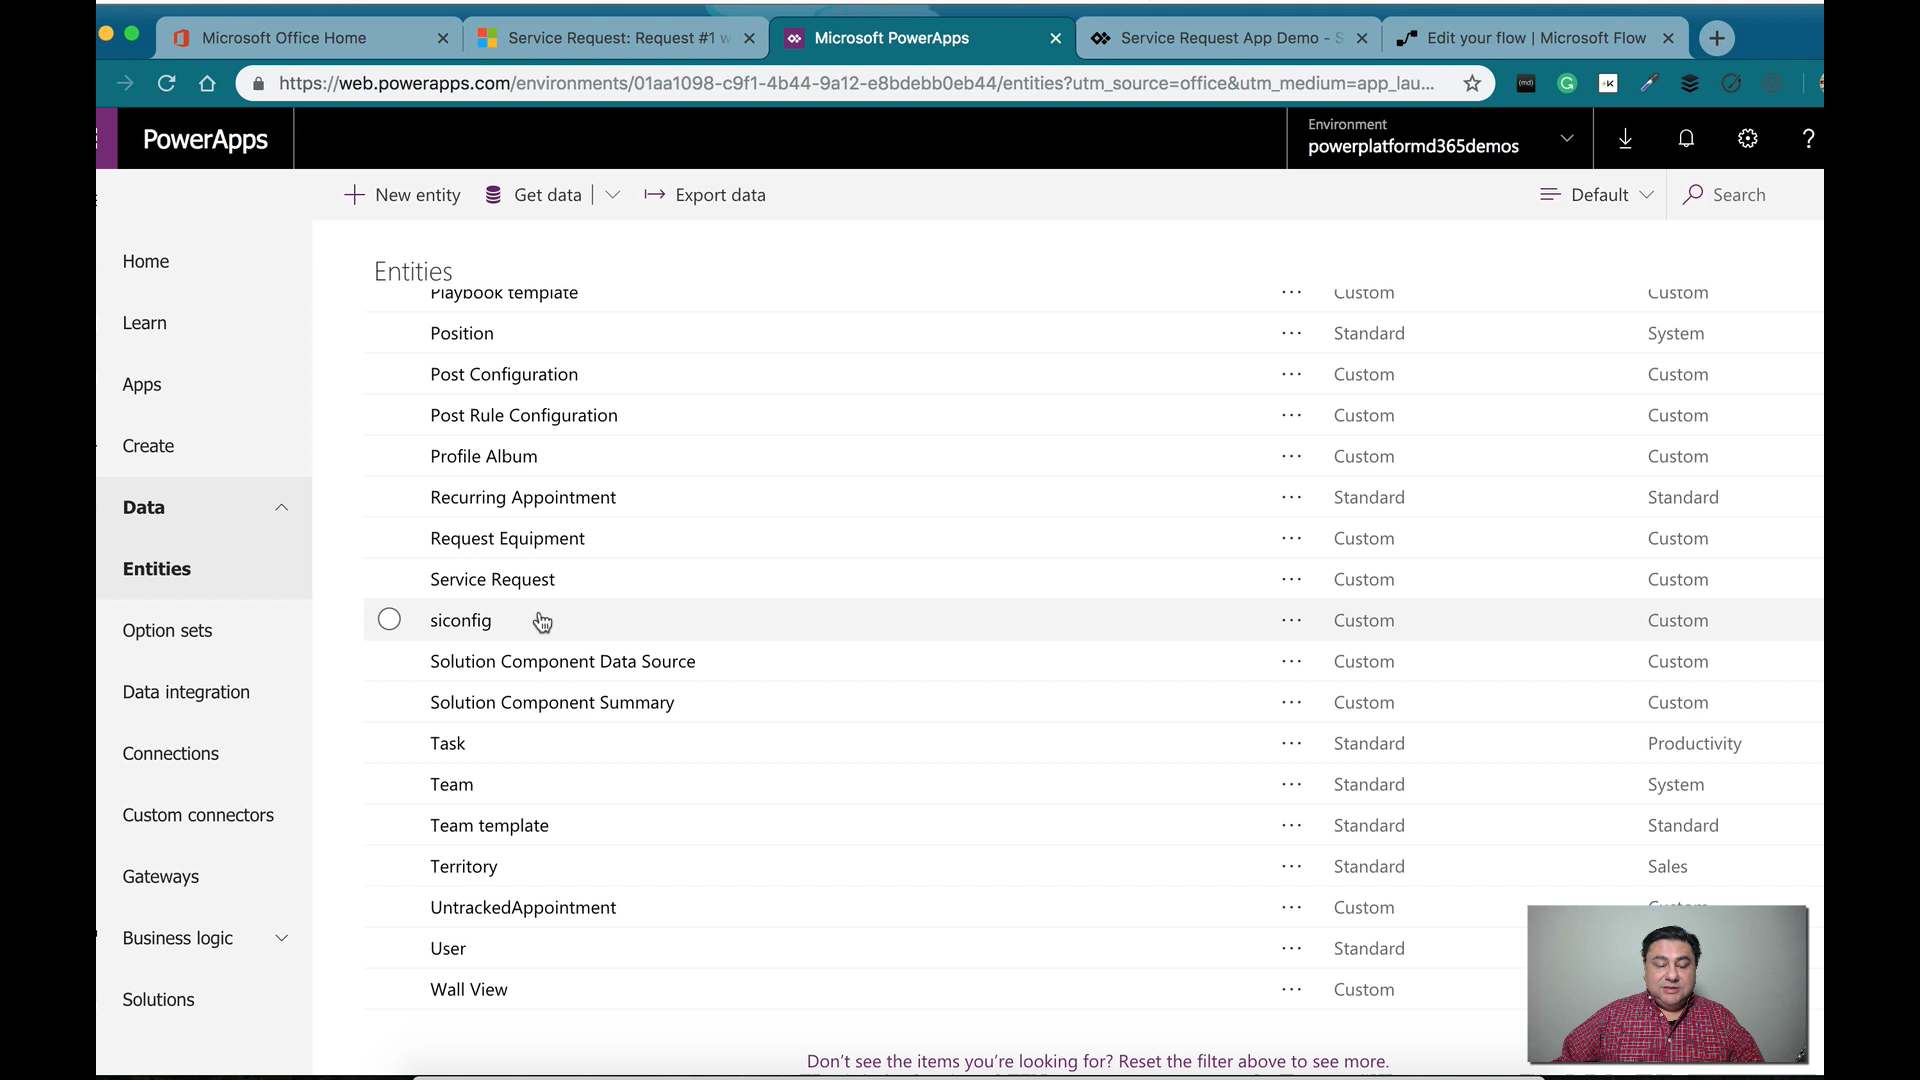 Microsoft Office Home
Service Request: Request #1 w
Microsoft PowerApps
Service Request App Demo - S
Edit your flow | Microsoft Flow
https://web.powerapps.com/environments/01aa1098-c9f1-4b44-9a12-e8bdebb0eb44/entities?utm_source=office&utm_medium=app_lau...
PowerApps
Environment
powerplatformd365demos
?
New entity
Get data
Export data
Default
Search
Home
Learn
Apps
Create
Data
Entities
Option sets
Data integration
Connections
Custom connectors
Gateways
Business logic
Solutions
Entities
Playbook template ... Custom Custom
Position ... Standard System
Post Configuration ... Custom Custom
Post Rule Configuration ... Custom Custom
Profile Album ... Custom Custom
Recurring Appointment ... Standard Standard
Request Equipment ... Custom Custom
Service Request ... Custom Custom
siconfig ... Custom Custom
Solution Component Data Source ... Custom Custom
Solution Component Summary ... Custom Custom
Task ... Standard Productivity
Team ... Standard System
Team template ... Standard Standard
Territory ... Standard Sales
UntrackedAppointment ... Custom Custom
User ... Standard
Wall View ... Custom
Don't see the items you're looking for? Reset the filter above to see more.